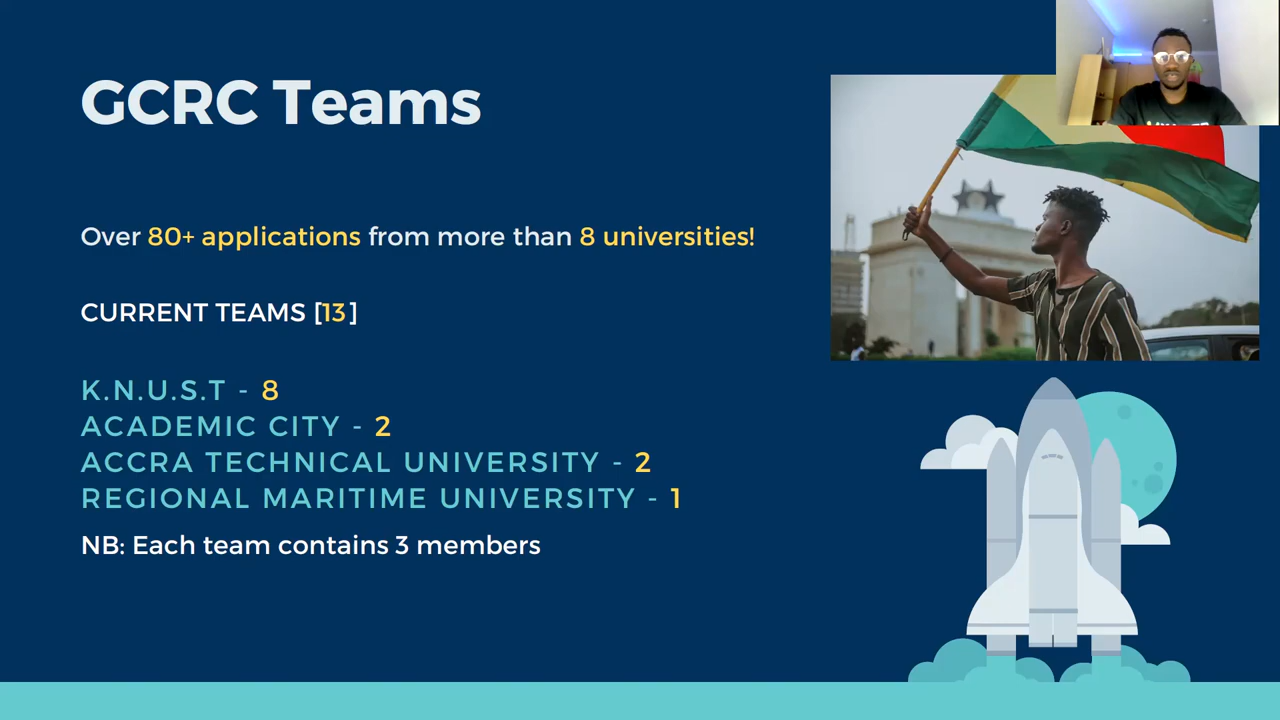 GCRC Teams
Over 80+ applications from more than 8 universities!
CURRENT TEAMS [13]
K.N.U.S.T - 8
ACADEMIC CITY - 2
ACCRA TECHNICAL UNIVERSITY - 2
REGIONAL MARITIME UNIVERSITY - 1
NB: Each team contains 3 members